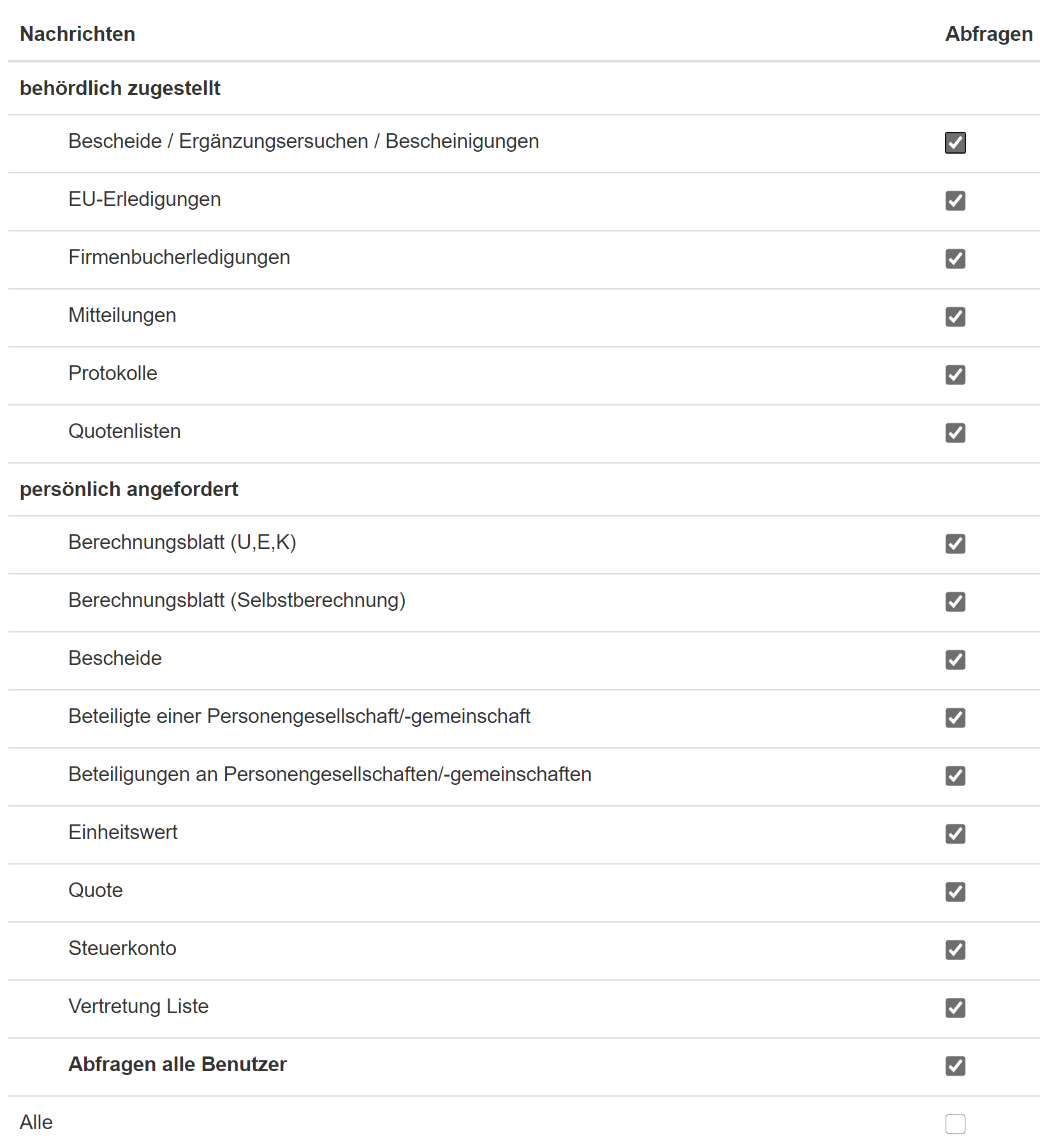 Nachrichten Abfragen
behördlich zugestellt
Bescheide / Ergänzungsersuchen / Bescheinigungen
EU-Erledigungen
Firmenbucherledigungen
Mitteilungen
Protokolle
Quotenlisten
persönlich angefordert
Berechnungsblatt (U,E,K)
Berechnungsblatt (Selbstberechnung)
Bescheide
Beteiligte einer Personengesellschaft/-gemeinschaft
Beteiligungen an Personengesellschaften/-gemeinschaften
Einheitswert
Quote
Steuerkonto
Vertretung Liste
Abfragen alle Benutzer
Alle